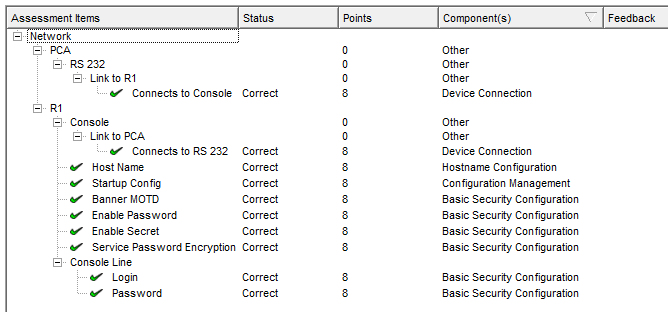 Assessment Items Status Points Component(s) Feedback
Network
PCA 0 Other
RS 232 0 Other
Link to R1 0 Other
Connects to Console Correct 8 Device Connection
R1
Console 0 Other
Link to PCA 0 Other
Connects to RS 232 Correct 8 Device Connection
Host Name Correct 8 Hostname Configuration
Startup Config Correct 8 Configuration Management
Banner MOTD Correct 8 Basic Security Configuration
Enable Password Correct 8 Basic Security Configuration
Enable Secret Correct 8 Basic Security Configuration
Service Password Encryption Correct 8 Basic Security Configuration
Console Line
Login Correct 8 Basic Security Configuration
Password Correct 8 Basic Security Configuration